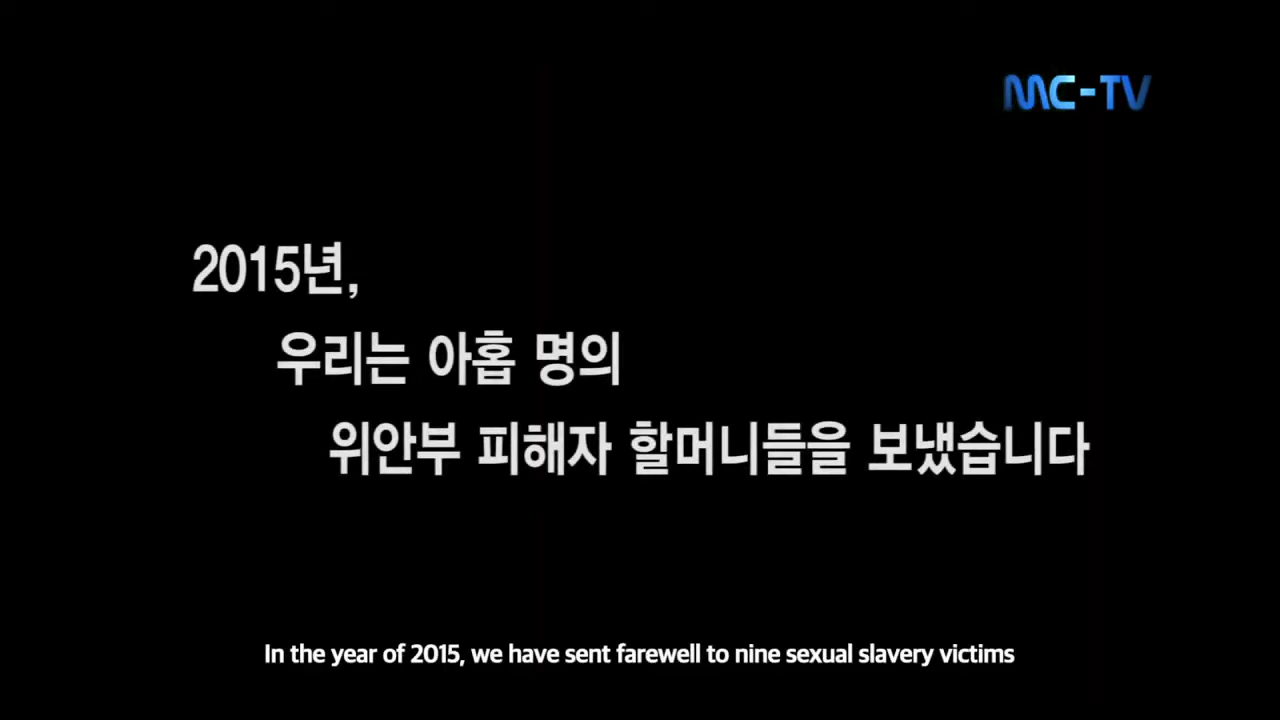 MC-TV
2015년,
우리는 아홉 명의
위안부 피해자 할머니들을 보냈습니다
In the year of 2015, we have sent farewell to nine sexual slavery victims